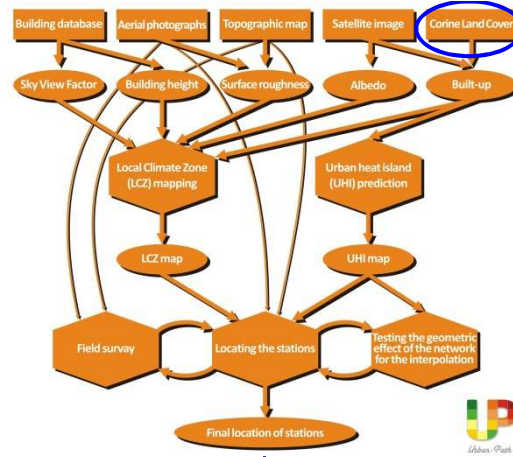 Building database
Aerial photographs
Topographic map
Satellite image
Corine Land Cover
Sky View Factor
Building height
Surface roughness
Albedo
Built-up
Local Climate Zone
(LCZ) mapping
Urban heat island
(UHI) prediction
LCZ map
UHI map
Field survay
Locating the stations
Testing the geometric
effect of the network
for the interpolation
Final location of stations
UP
Urban-Path